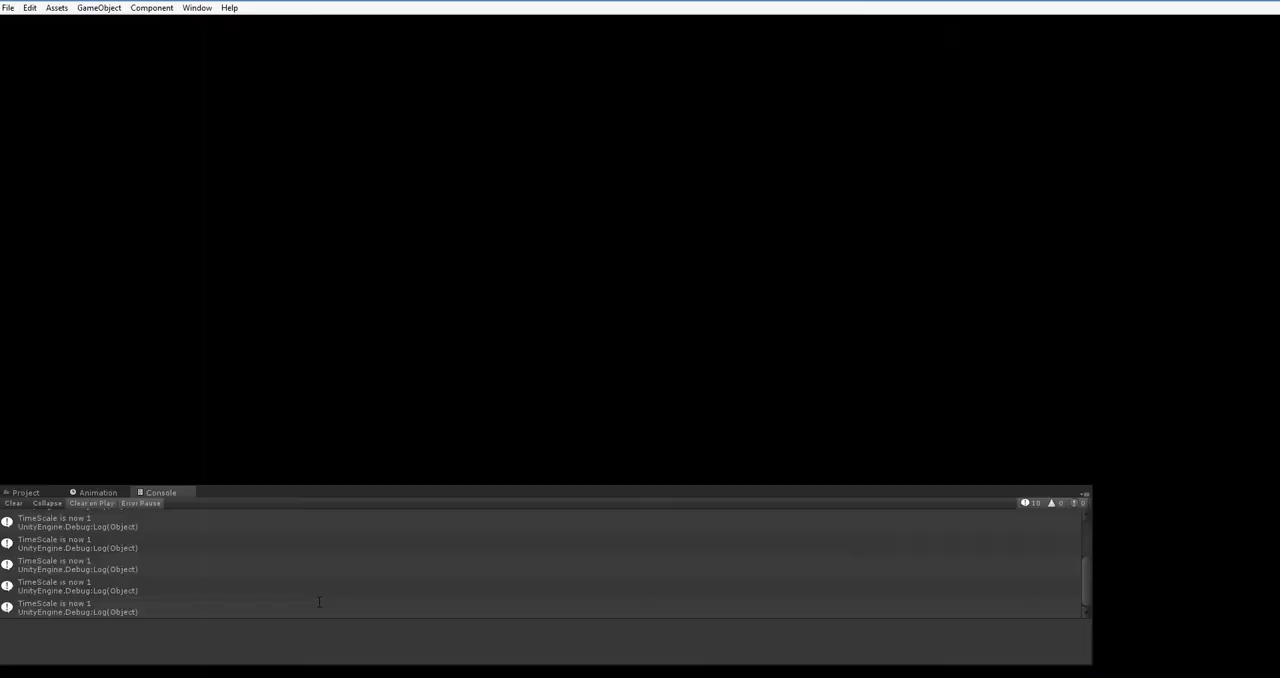 File Edit Assets GameObject Component Window Help
Project Animation Console
Clear Collapse Clear on Play Error Pause 10 0 0
TimeScale is now 1
UnityEngine.Debug:Log(Object)
TimeScale is now 1
UnityEngine.Debug:Log(Object)
TimeScale is now 1
UnityEngine.Debug:Log(Object)
TimeScale is now 1
UnityEngine.Debug:Log(Object)
TimeScale is now 1
UnityEngine.Debug:Log(Object)